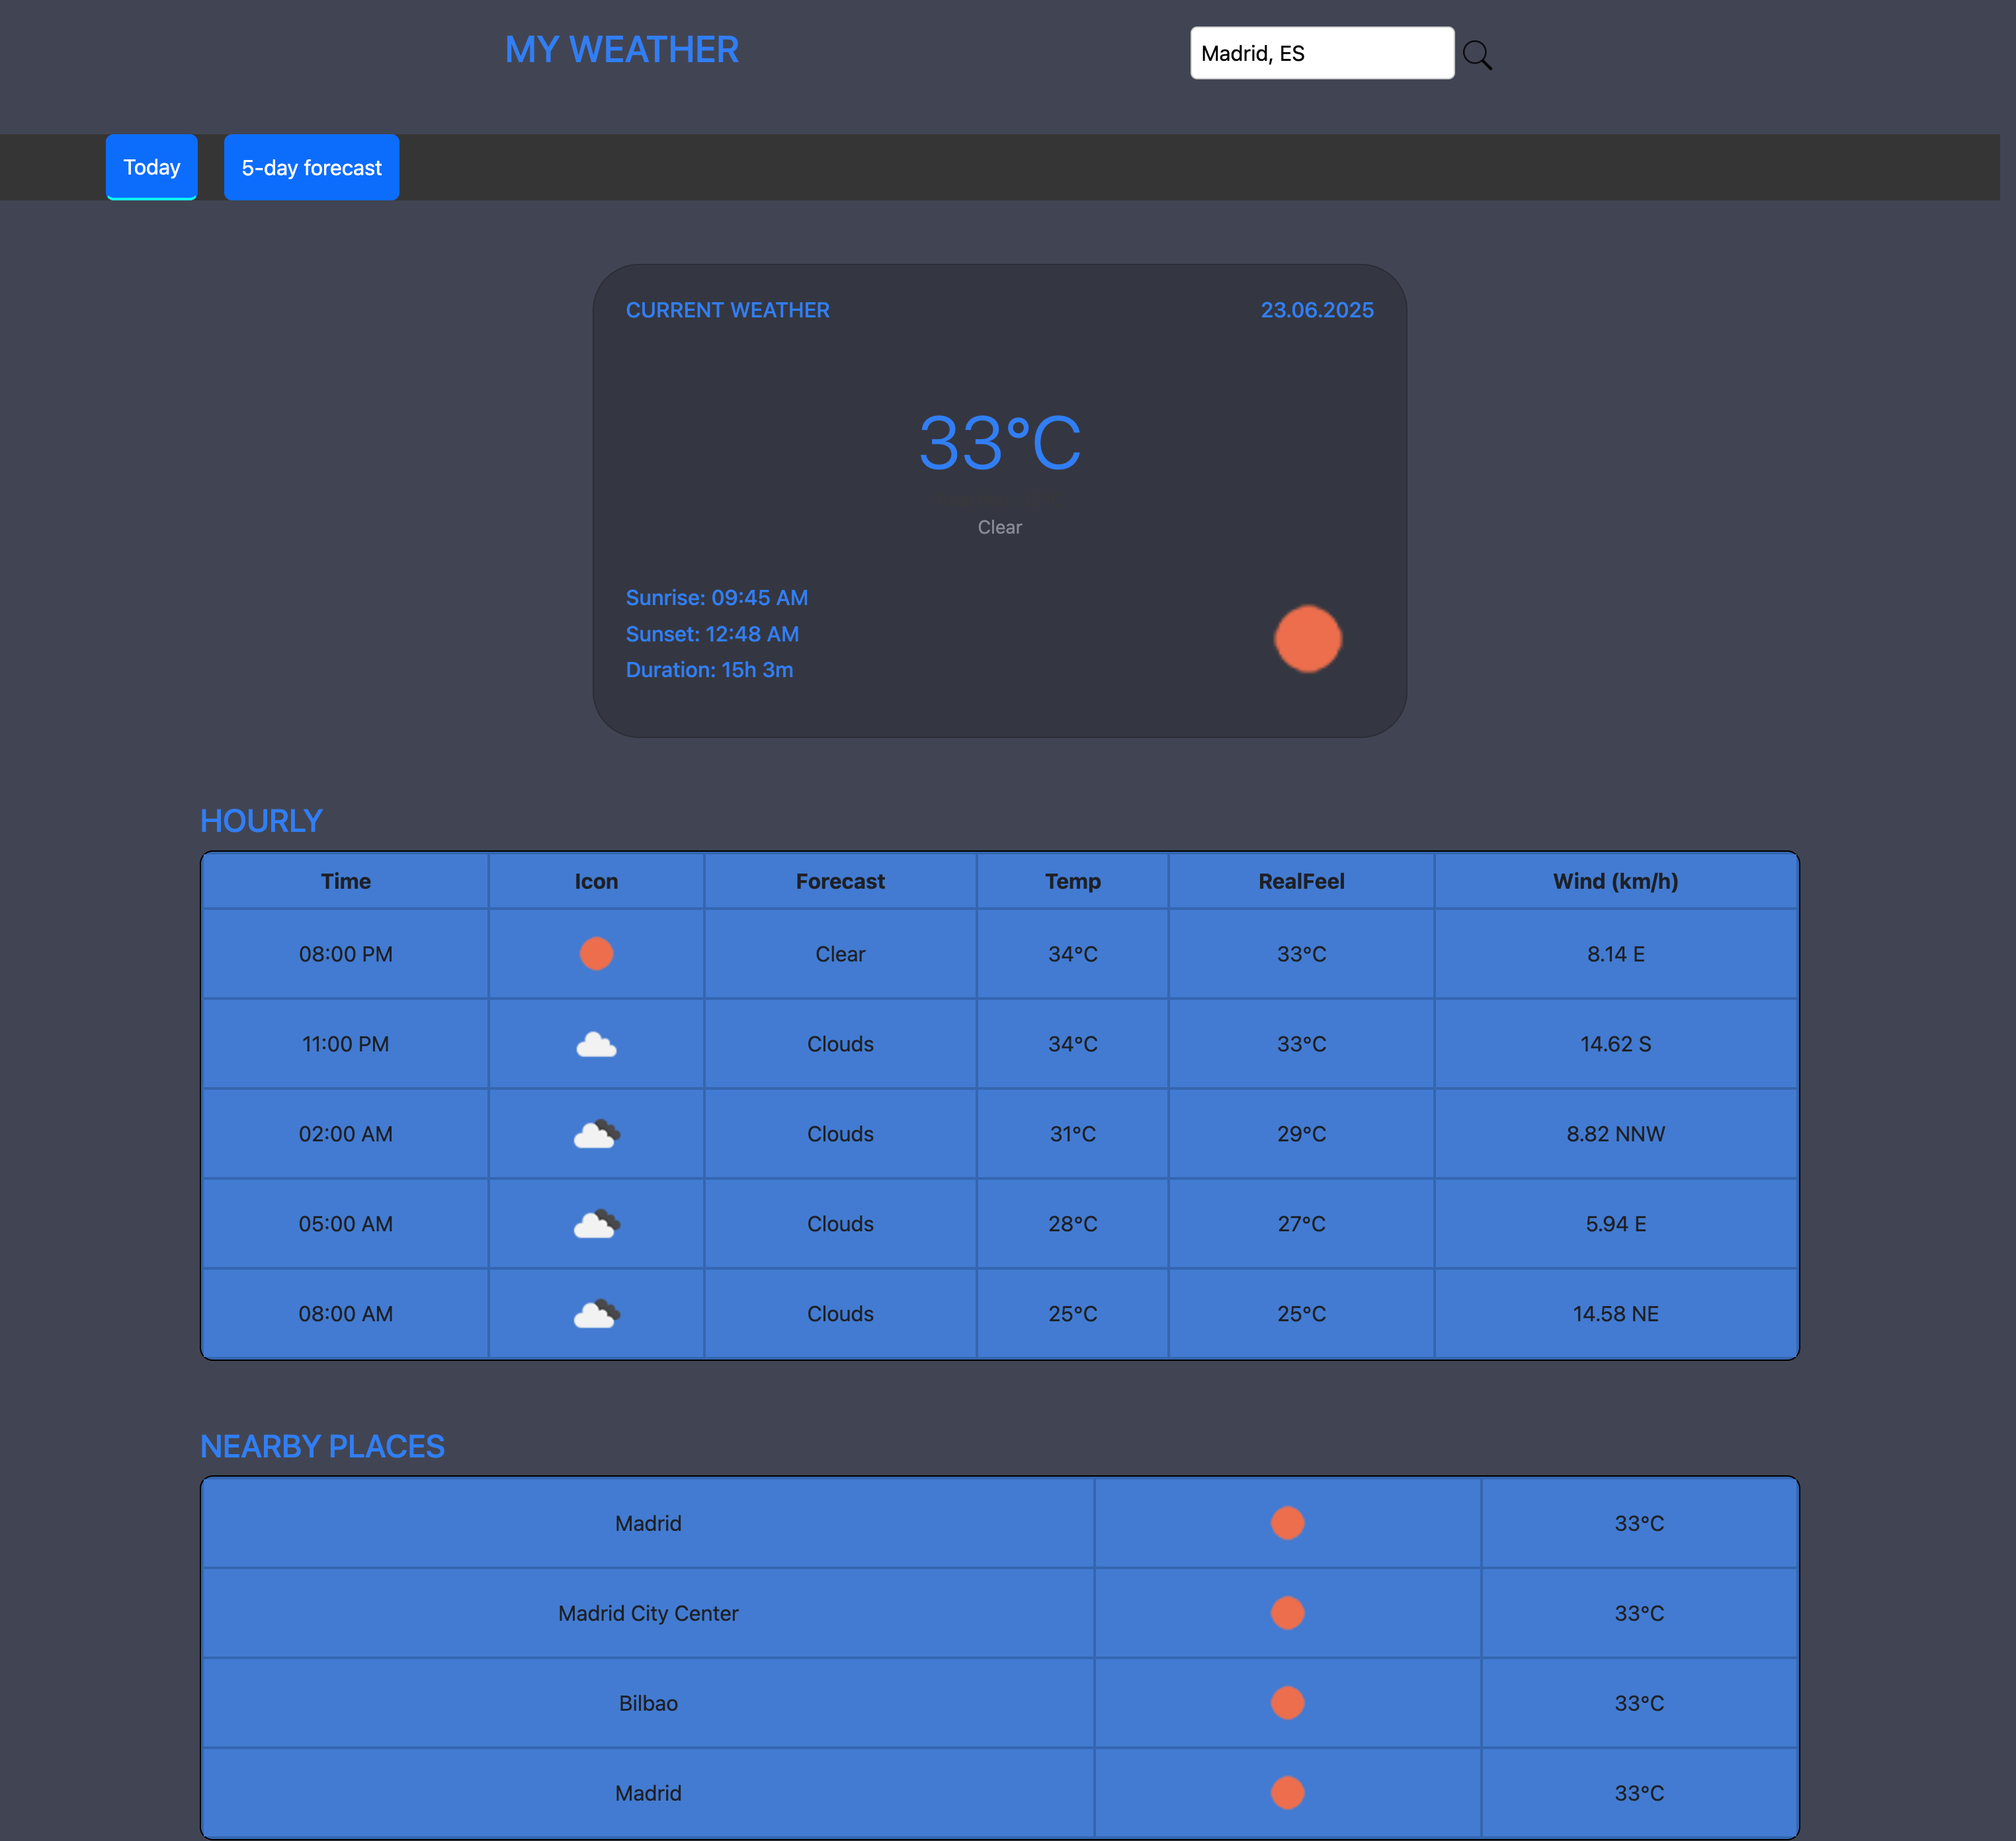 MY WEATHER
Madrid, ES
Today
5-day forecast
CURRENT WEATHER
23.06.2025
33°C
Clear
Sunrise: 09:45 AM
Sunset: 12:48 AM
Duration: 15h 3m
HOURLY
Time Icon Forecast Temp RealFeel Wind (km/h)
08:00 PM Clear 34°C 33°C 8.14 E
11:00 PM Clouds 34°C 33°C 14.62 S
02:00 AM Clouds 31°C 29°C 8.82 NNW
05:00 AM Clouds 28°C 27°C 5.94 E
08:00 AM Clouds 25°C 25°C 14.58 NE
NEARBY PLACES
Madrid 33°C
Madrid City Center 33°C
Bilbao 33°C
Madrid 33°C